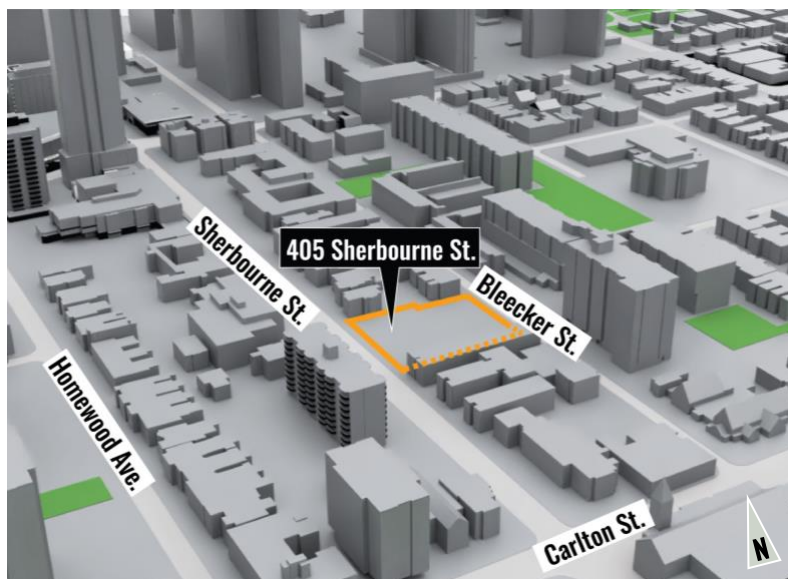 Sherbourne St.
405 Sherbourne St.
Bleecker St.
Homewood Ave.
Carlton St.
N